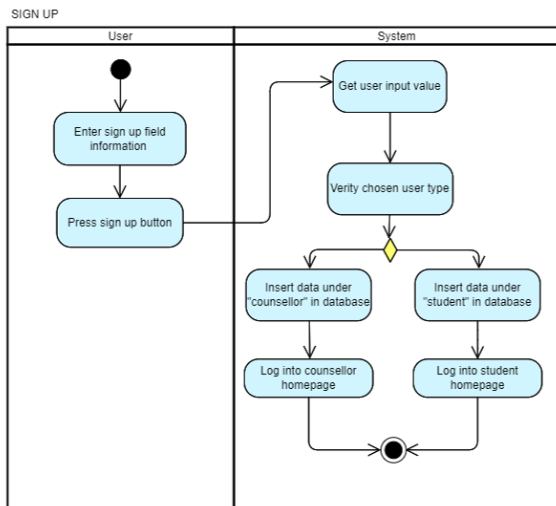 SIGN UP
User
System
Enter sign up field
information
Press sign up button
Get user input value
Verity chosen user type
Insert data under
"counsellor" in database
Insert data under
"student" in database
Log into counsellor
homepage
Log into student
homepage